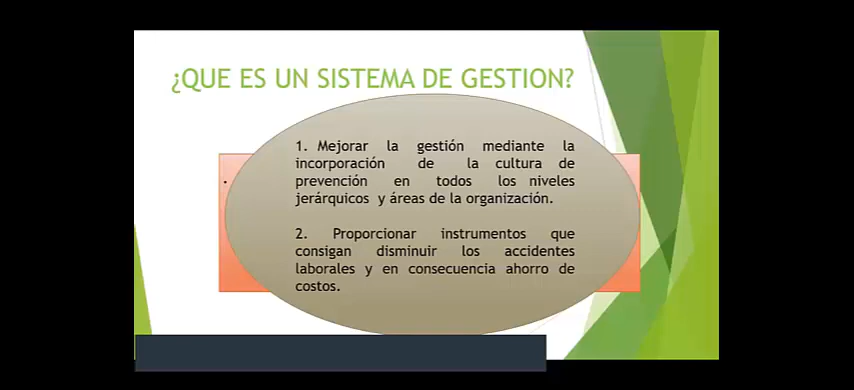 ¿QUE ES UN SISTEMA DE GESTION?
1. Mejorar la gestión mediante la
incorporación de la cultura de
prevención en todos los niveles
jerárquicos y áreas de la organización.
2. Proporcionar instrumentos que
consigan disminuir los accidentes
laborales y en consecuencia ahorro de
costos.